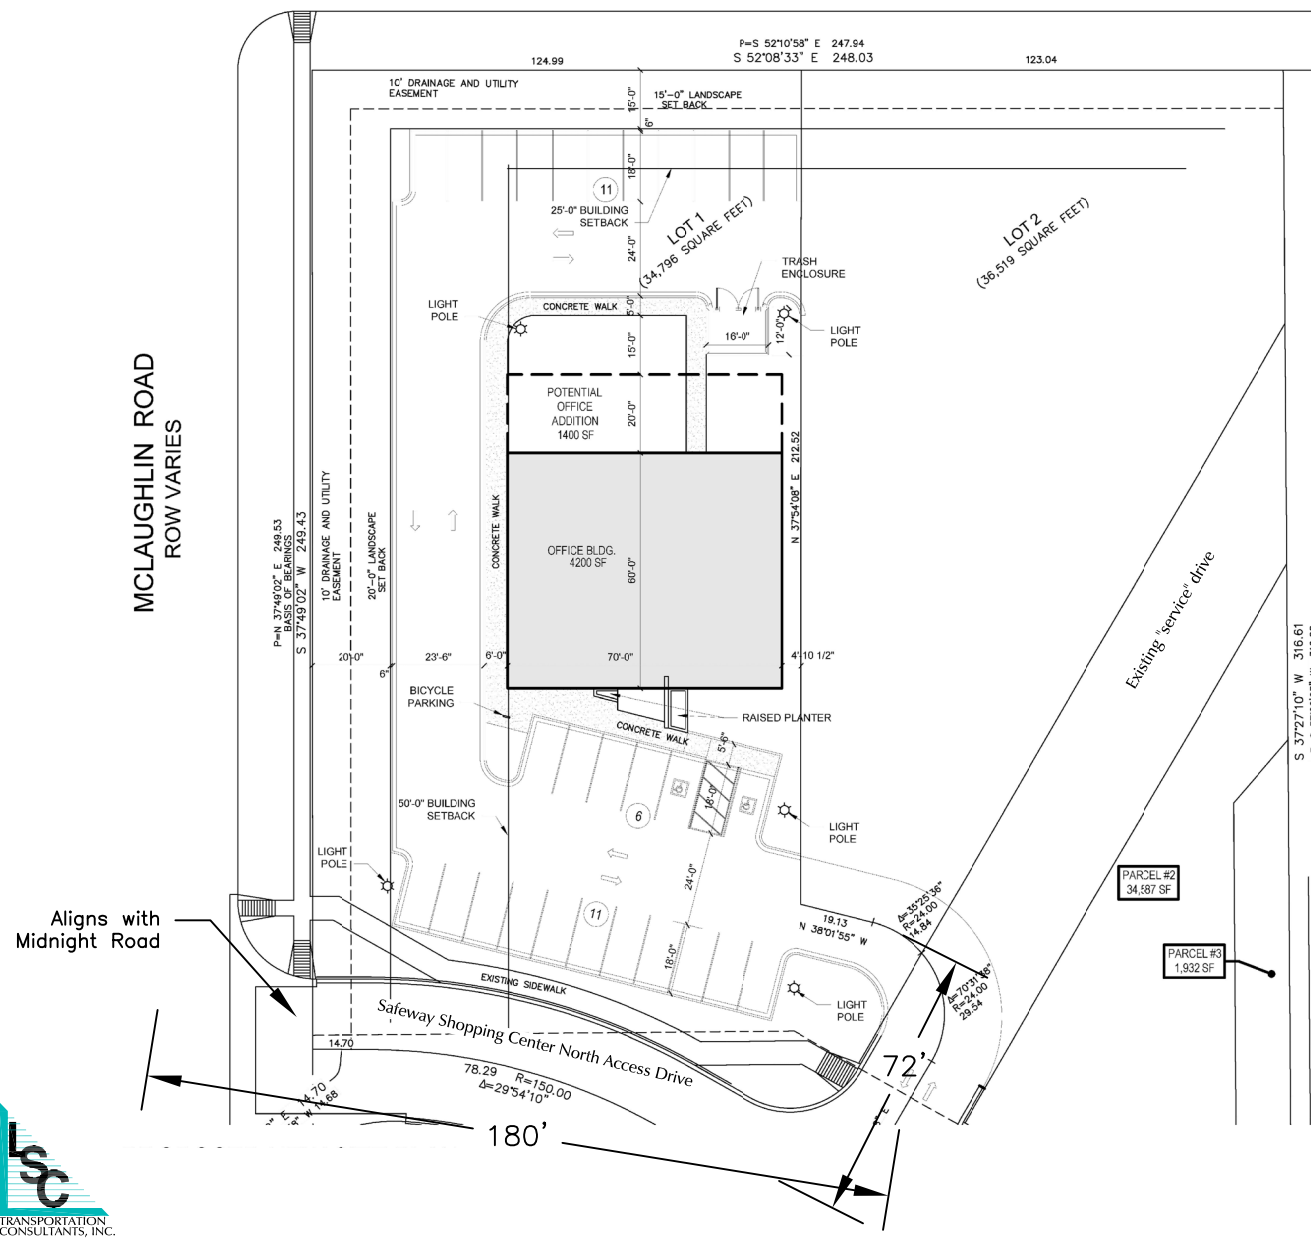 P=S 52°10'58" E 247.94
124.99
S 52°08'33" E 248.03
123.04
10' DRAINAGE AND UTILITY
EASEMENT
15'-0"
15'-0" LANDSCAPE
SET BACK
6"
18'-0"
11
25'-0" BUILDING
SETBACK
24'-0"
LOT 1
(34,796 SQUARE FEET)
LOT 2
(36,519 SQUARE FEET)
TRASH
ENCLOSURE
LIGHT
POLE
CONCRETE WALK
5'-0"
16'-0"
12'-0"
LIGHT
POLE
15'-0"
MCLAUGHLIN ROAD
ROW VARIES
POTENTIAL
OFFICE
ADDITION
1400 SF
20'-0"
N 37°54'08" E 212.52
P=N 37°49'02" E 249.53
BASIS OF BEARINGS
S 37°49'02" W 249.43
10' DRAINAGE AND UTILITY
EASEMENT
20'-0" LANDSCAPE
SET BACK
CONCRETE WALK
OFFICE BLDG.
4200 SF
60'-0"
Existing "service" drive
S 37°27'10" W 316.61
20'-0"
6"
23'-6"
6'-0"
70'-0"
4'-10 1/2"
BICYCLE
PARKING
RAISED PLANTER
CONCRETE WALK
5'-6"
18'-0"
50'-0" BUILDING
SETBACK
6
LIGHT
POLE
LIGHT
POLE
24'-0"
PARCEL #2
34,587 SF
11
Aligns with
Midnight Road
19.13
N 38°01'55" W
Δ=35°25'36"
R=24.00
14.84
18'-0"
PARCEL #3
1,932 SF
EXISTING SIDEWALK
Δ=70°31'
R=24.00
29.54
LIGHT
POLE
Safeway Shopping Center North Access Drive
14.70
72'
78.29 R=150.00
Δ=29°54'10"
14.70
W 14.68
180'
LSC
TRANSPORTATION
CONSULTANTS, INC.